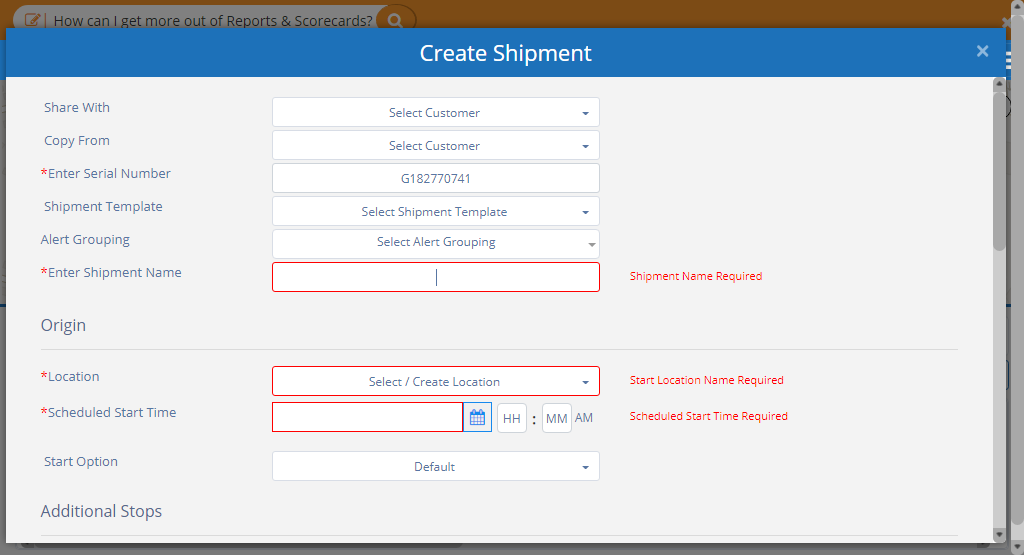 How can I get more out of Reports & Scorecards?
Create Shipment ×
Share With Select Customer
Copy From Select Customer
*Enter Serial Number G182770741
Shipment Template Select Shipment Template
Alert Grouping Select Alert Grouping
*Enter Shipment Name Shipment Name Required
Origin
*Location Select / Create Location Start Location Name Required
*Scheduled Start Time HH : MM AM Scheduled Start Time Required
Start Option Default
Additional Stops